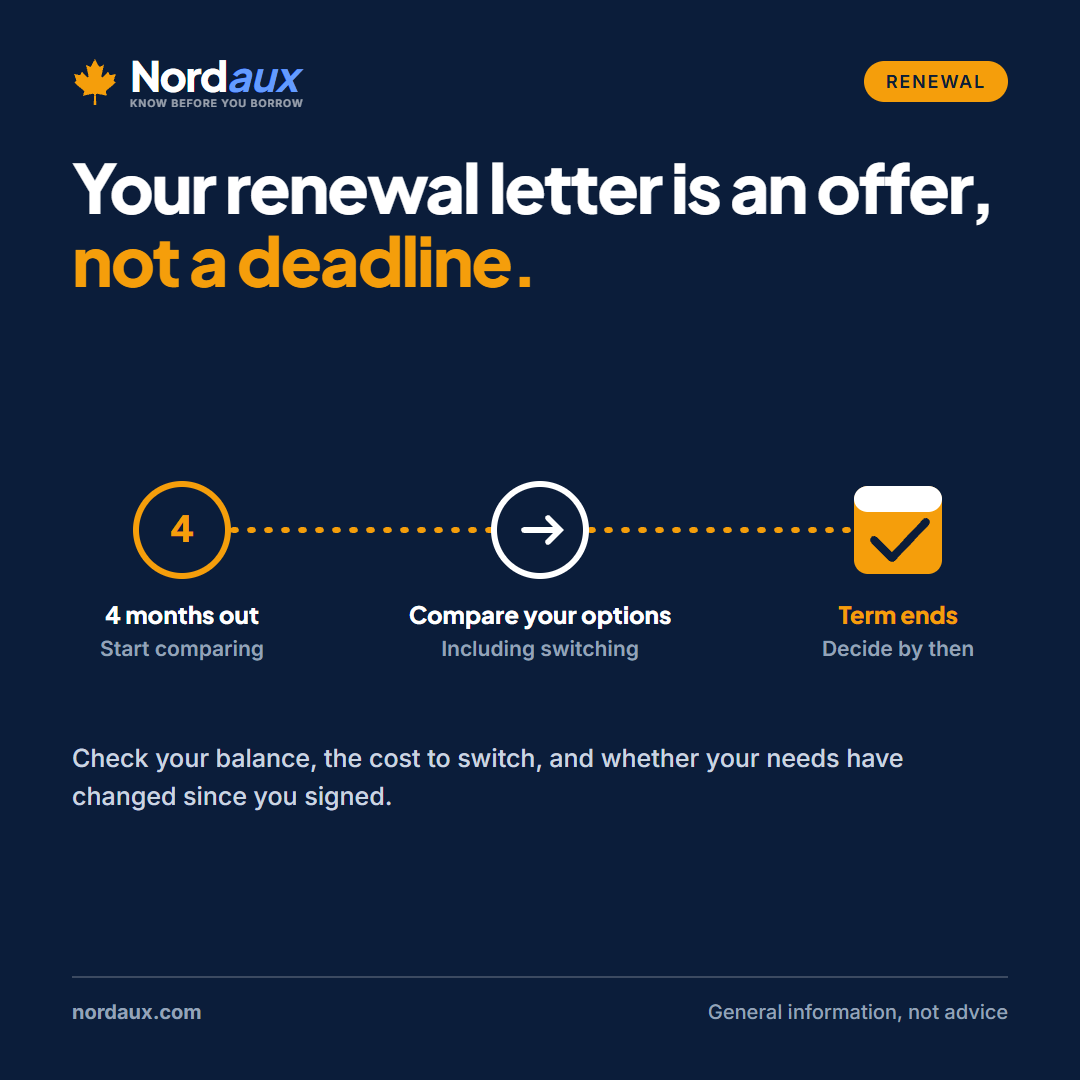 Nordaux
KNOW BEFORE YOU BORROW
RENEWAL
Your renewal letter is an offer,
not a deadline.
4
4 months out
Start comparing
Compare your options
Including switching
Term ends
Decide by then
Check your balance, the cost to switch, and whether your needs have
changed since you signed.
nordaux.com
General information, not advice